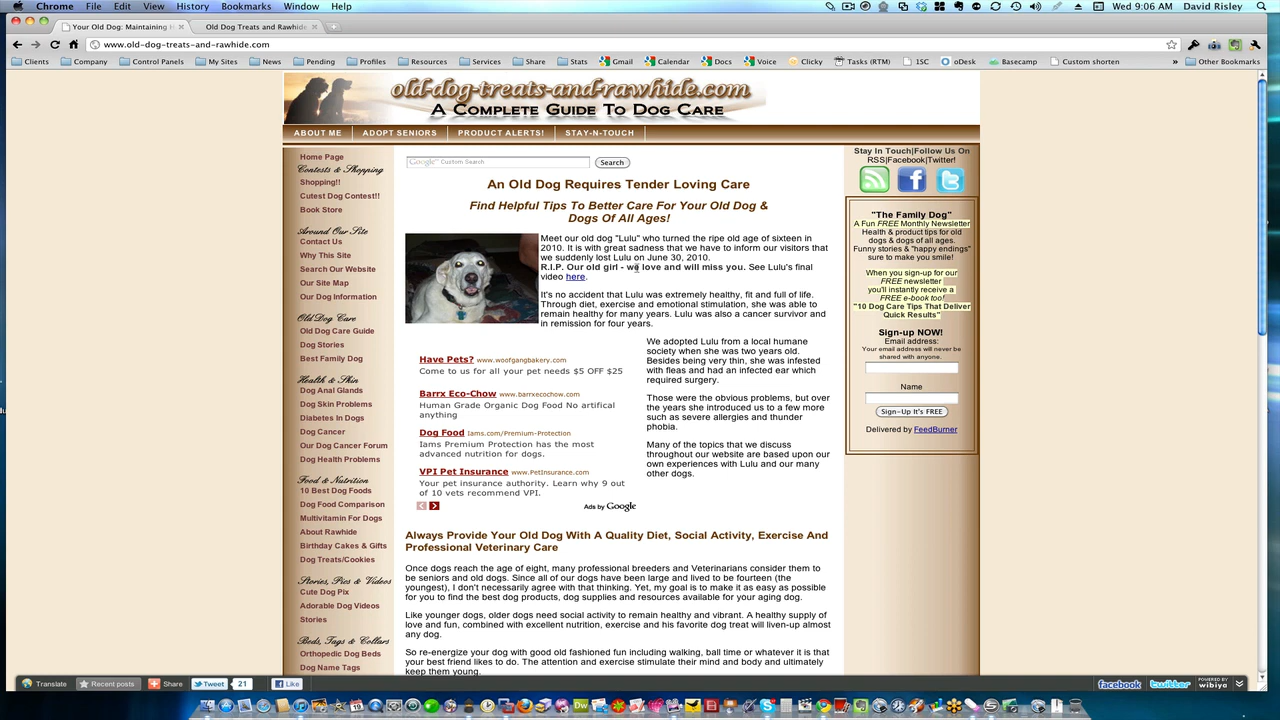 Chrome File Edit View History Bookmarks Window Help Wed 9:06 AM David Risley
Your Old Dog: Maintaining H Old Dog Treats and Rawhide
www.old-dog-treats-and-rawhide.com
Clients Company Control Panels My Sites News Pending Profiles Resources Services Share Stats Gmail Calendar Docs Voice Clicky Tasks (RTM) 1SC oDesk Basecamp Custom shorten » Other Bookmarks
old-dog-treats-and-rawhide.com
A Complete Guide To Dog Care
ABOUT ME ADOPT SENIORS PRODUCT ALERTS! STAY-N-TOUCH
Home Page
Contests & Shopping
Shopping!!
Cutest Dog Contest!!
Book Store
Around Our Site
Contact Us
Why This Site
Search Our Website
Our Site Map
Our Dog Information
Old Dog Care
Old Dog Care Guide
Dog Stories
Best Family Dog
Health & Skin
Dog Anal Glands
Dog Skin Problems
Diabetes In Dogs
Dog Cancer
Our Dog Cancer Forum
Dog Health Problems
Food & Nutrition
10 Best Dog Foods
Dog Food Comparison
Multivitamin For Dogs
About Rawhide
Birthday Cakes & Gifts
Dog Treats/Cookies
Stories, Pics & Videos
Cute Dog Pix
Adorable Dog Videos
Stories
Beds, Tags & Collars
Orthopedic Dog Beds
Dog Name Tags
Google Custom Search Search
An Old Dog Requires Tender Loving Care
Find Helpful Tips To Better Care For Your Old Dog &
Dogs Of All Ages!
Meet our old dog "Lulu" who turned the ripe old age of sixteen in
2010. It is with great sadness that we have to inform our visitors that
we suddenly lost Lulu on June 30, 2010.
R.I.P. Our old girl - we love and will miss you. See Lulu's final
video here.
It's no accident that Lulu was extremely healthy, fit and full of life.
Through diet, exercise and emotional stimulation, she was able to
remain healthy for many years. Lulu was also a cancer survivor and
in remission for four years.
Have Pets? www.woofgangbakery.com
Come to us for all your pet needs $5 OFF $25
Barrx Eco-Chow www.barrxecochow.com
Human Grade Organic Dog Food No artifical
anything
Dog Food Iams.com/Premium-Protection
Iams Premium Protection has the most
advanced nutrition for dogs.
VPI Pet Insurance www.PetInsurance.com
Your pet insurance authority. Learn why 9 out
of 10 vets recommend VPI.
Ads by Google
We adopted Lulu from a local humane
society when she was two years old.
Besides being very thin, she was infested
with fleas and had an infected ear which
required surgery.
Those were the obvious problems, but over
the years she introduced us to a few more
such as severe allergies and thunder
phobia.
Many of the topics that we discuss
throughout our website are based upon our
own experiences with Lulu and our many
other dogs.
Always Provide Your Old Dog With A Quality Diet, Social Activity, Exercise And
Professional Veterinary Care
Once dogs reach the age of eight, many professional breeders and Veterinarians consider them to
be seniors and old dogs. Since all of our dogs have been large and lived to be fourteen (the
youngest), I don't necessarily agree with that thinking. Yet, my goal is to make it as easy as possible
for you to find the best dog products, dog supplies and resources available for your aging dog.
Like younger dogs, older dogs need social activity to remain healthy and vibrant. A healthy supply of
love and fun, combined with excellent nutrition, exercise and his favorite dog treat will liven-up almost
any dog.
So re-energize your dog with good old fashioned fun including walking, ball time or whatever it is that
your best friend likes to do. The attention and exercise stimulate their mind and body and ultimately
keep them young.
Stay In Touch|Follow Us On
RSS|Facebook|Twitter!
"The Family Dog"
A Fun FREE Monthly Newsletter
Health & product tips for old
dogs & dogs of all ages.
Funny stories & "happy endings"
sure to make you smile!
When you sign-up for our
FREE newsletter
you'll instantly receive a
FREE e-book too!
"10 Dog Care Tips That Deliver
Quick Results"
Sign-up NOW!
Email address:
Your email address will never be
shared with anyone.
Name
Sign-Up It's FREE
Delivered by FeedBurner
Translate Recent posts Share Tweet 21 Like facebook twitter POWERED BY wibiya